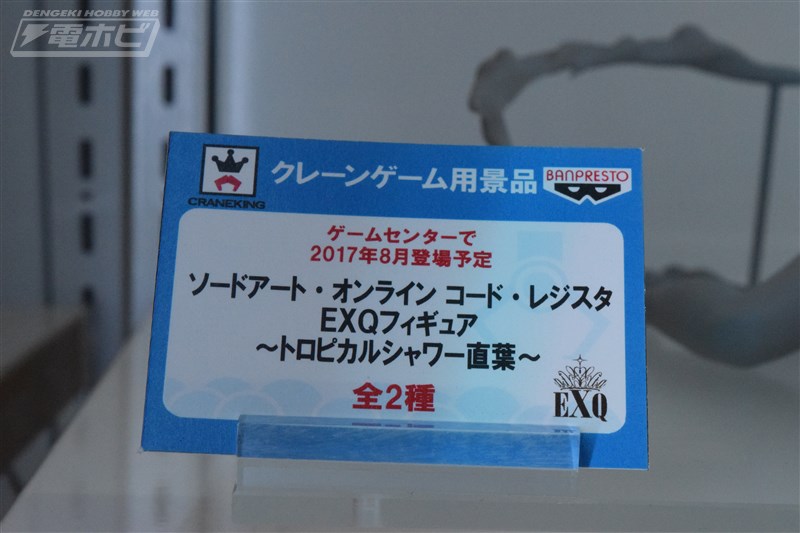 DENGEKI HOBBY WEB
電ホビ
CRANEKING
クレーンゲーム用景品
BANPRESTO
ゲームセンターで
2017年8月登場予定
ソードアート・オンライン コード・レジスタ
EXQフィギュア
～トロピカルシャワー直葉～
全2種
EXQ